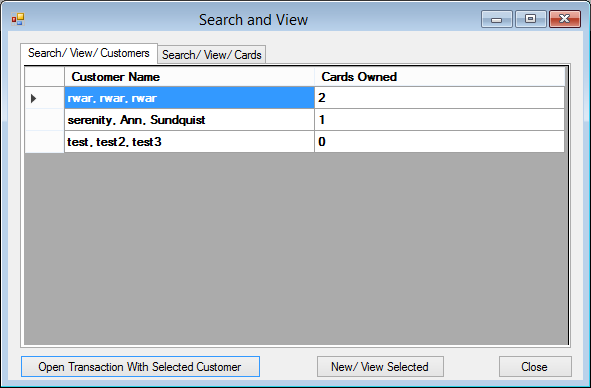 Search and View
Search/ View/ Customers Search/ View/ Cards
Customer Name Cards Owned
rwar, rwar, rwar 2
serenity, Ann, Sundquist 1
test, test2, test3 0
Open Transaction With Selected Customer New/ View Selected Close